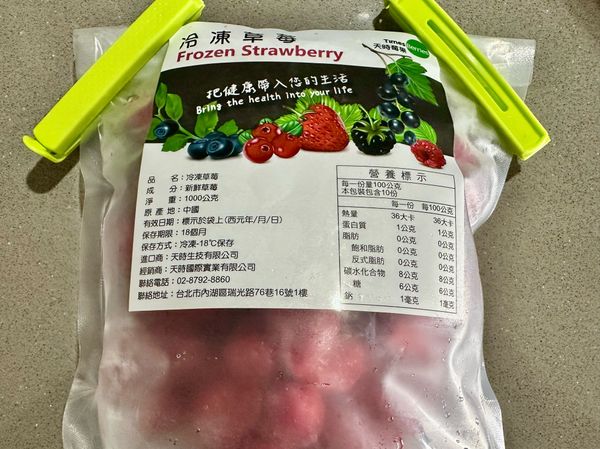 冷凍草莓
Frozen Strawberry
Times Berries
天時莓果
把健康帶入您的生活
Bring the health into your life
品　　名：冷凍草莓
成　　分：新鮮草莓
淨　　重：1000公克
原 產 地：中國
有效日期：標示於袋上(西元年/月/日)
保存期限：18個月
保存方式：冷凍-18℃保存
進口商：天時生技有限公司
經銷商：天時國際實業有限公司
聯絡電話：02-8792-8860
聯絡地址：台北市內湖區瑞光路76巷16號1樓
營養標示
每一份量100公克
本包裝包含10份
每一份 每100公克
熱量 36大卡 36大卡
蛋白質 1公克 1公克
脂肪 0公克 0公克
飽和脂肪 0公克 0公克
反式脂肪 0公克 0公克
碳水化合物 8公克 8公克
糖 6公克 6公克
鈉 1毫克 1毫克